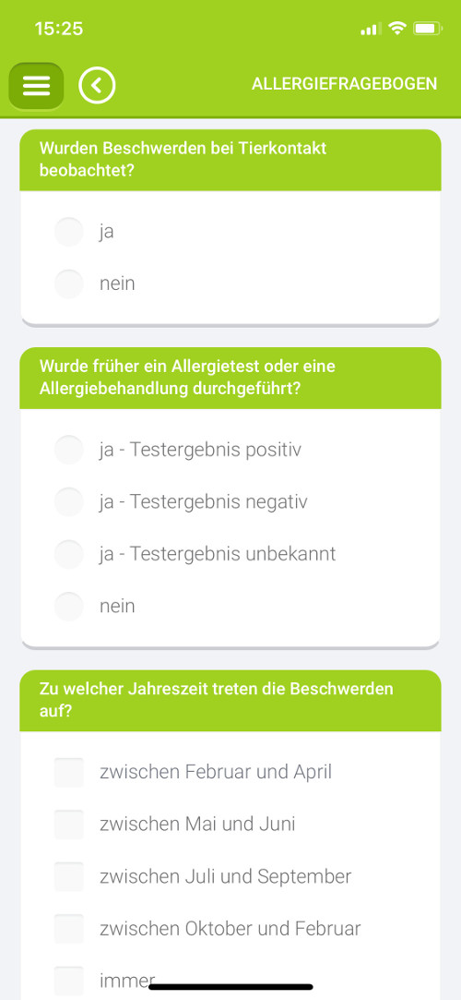 15:25
ALLERGIEFRAGEBOGEN
Wurden Beschwerden bei Tierkontakt
beobachtet?
ja
nein
Wurde früher ein Allergietest oder eine
Allergiebehandlung durchgeführt?
ja - Testergebnis positiv
ja - Testergebnis negativ
ja - Testergebnis unbekannt
nein
Zu welcher Jahreszeit treten die Beschwerden
auf?
zwischen Februar und April
zwischen Mai und Juni
zwischen Juli und September
zwischen Oktober und Februar
immer